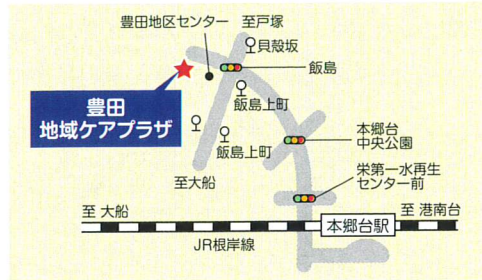 豊田地区センター
至戸塚
貝殻坂
飯島
豊田
地域ケアプラザ
飯島上町
飯島上町
本郷台
中央公園
至大船
栄第一水再生
センター前
至 大船
本郷台駅
至 港南台
JR根岸線